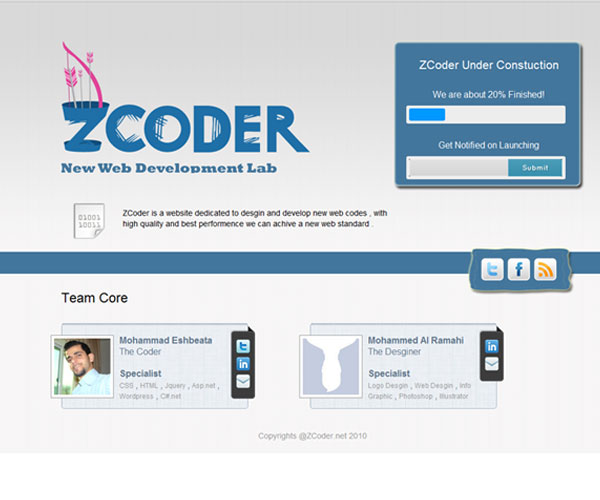 ZCODER
New Web Development Lab
ZCoder Under Constuction
We are about 20% Finished!
Get Notified on Launching
Submit
01001
10011
ZCoder is a website dedicated to desgin and develop new web codes , with
high quality and best performence we can achive a new web standard .
Team Core
Mohammad Eshbeata
The Coder
Specialist
CSS , HTML , Jquery , Asp.net ,
Wordpress , C#.net
Mohammed Al Ramahi
The Desginer
Specialist
Logo Desgin , Web Desgin , Info
Graphic , Photoshop , Illustrator
Copyrights @ZCoder.net 2010